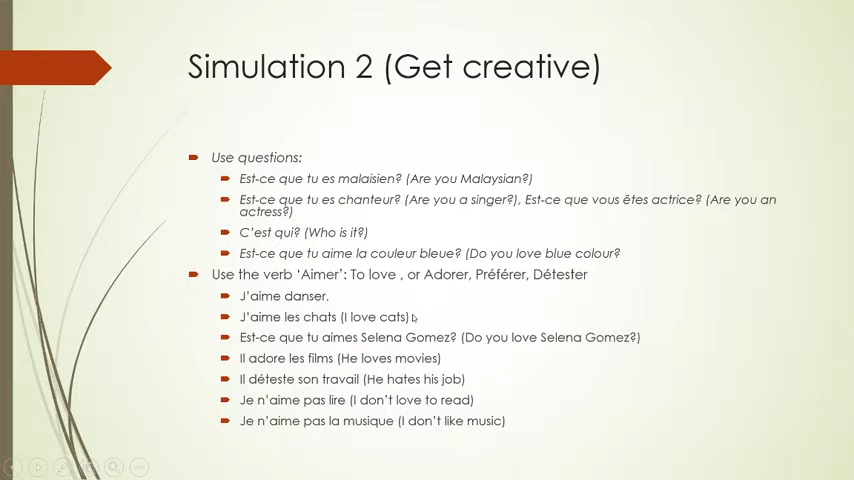 Simulation 2 (Get creative)
Use questions:
Est-ce que tu es malaisien? (Are you Malaysian?)
Est-ce que tu es chanteur? (Are you a singer?), Est-ce que vous êtes actrice? (Are you an
actress?)
C'est qui? (Who is it?)
Est-ce que tu aime la couleur bleue? (Do you love blue colour?
Use the verb ‘Aimer’: To love , or Adorer, Préférer, Détester
J'aime danser.
J'aime les chats (I love cats)
Est-ce que tu aimes Selena Gomez? (Do you love Selena Gomez?)
Il adore les films (He loves movies)
Il déteste son travail (He hates his job)
Je n'aime pas lire (I don't love to read)
Je n'aime pas la musique (I don't like music)